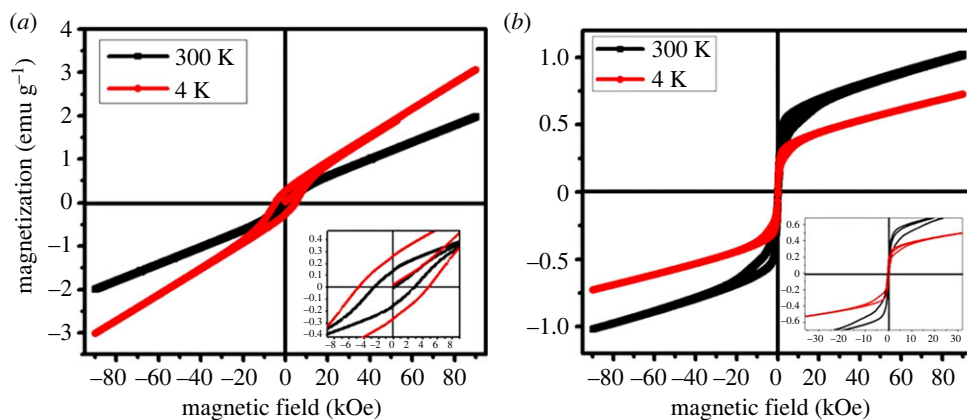 (a)
4
3
2
1
0
–1
–2
–3
magnetization (emu g–1)
300 K
4 K
–80 –60 –40 –20 0 20 40 60 80
magnetic field (kOe)
0.4
0.3
0.2
0.1
0
–0.1
–0.2
–0.3
–0.4
–8 –6 –4 –2 0 2 4 6 8
(b)
1.0
0.5
0
–0.5
–1.0
300 K
4 K
–80 –60 –40 –20 0 20 40 60 80
magnetic field (kOe)
0.6
0.4
0.2
0
–0.2
–0.4
–0.6
–30 –20 –10 0 10 20 30